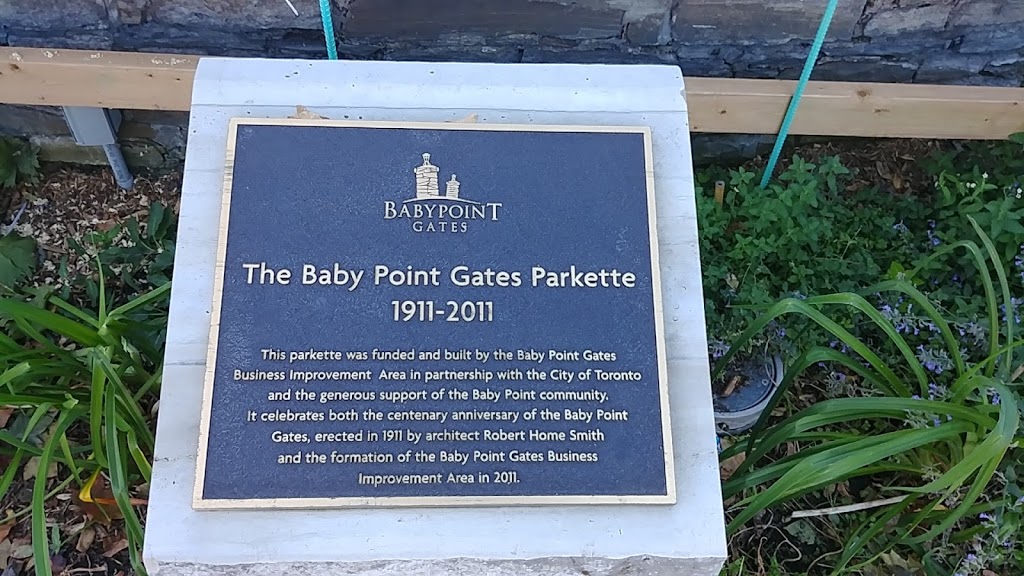 BABYPOINT
GATES
The Baby Point Gates Parkette
1911-2011
This parkette was funded and built by the Baby Point Gates
Business Improvement Area in partnership with the City of Toronto
and the generous support of the Baby Point community.
It celebrates both the centenary anniversary of the Baby Point
Gates, erected in 1911 by architect Robert Home Smith
and the formation of the Baby Point Gates Business
Improvement Area in 2011.